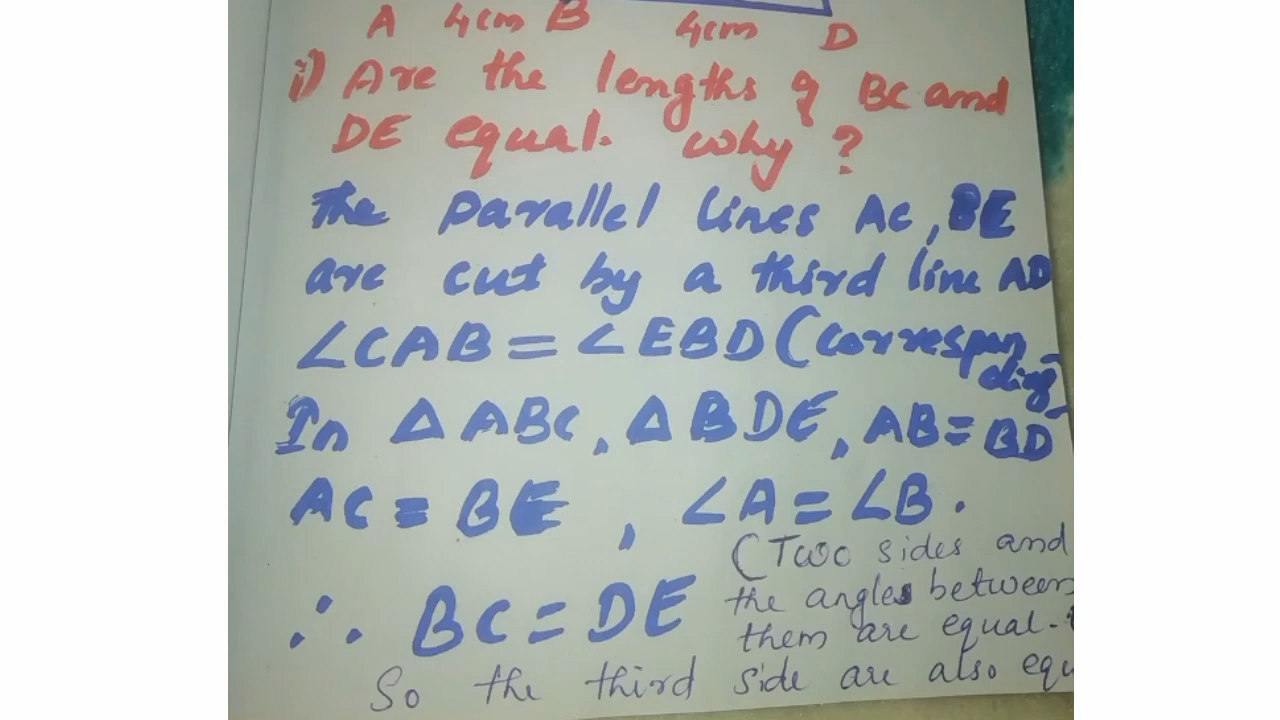 A 4cm B 4cm D
i) Are the lengths of BC and
DE equal. why ?
The parallel lines AC, BE
are cut by a third line AD
∠CAB = ∠EBD (correspon-
ding
In △ABC, △BDE, AB = BD
AC = BE , ∠A = ∠B .
(Two sides and
the angles between
∴ BC = DE
them are equal.
So the third side are also equ